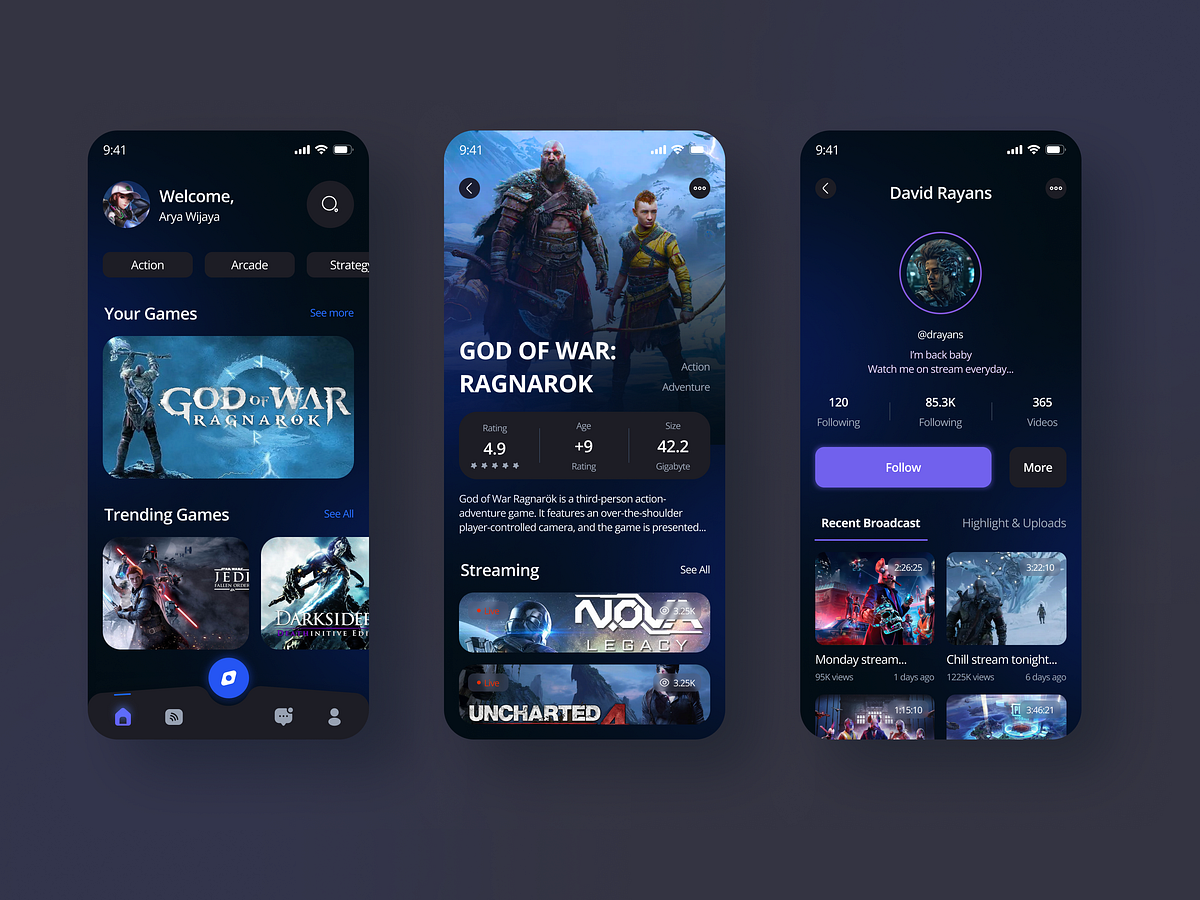 9:41
Welcome,
Arya Wijaya
Action
Arcade
Strategy
Your Games
See more
GOD OF WAR
RAGNARÖK
Trending Games
See All
STAR WARS
JEDI
FALLEN ORDER
DARKSIDE
DEATHINITIVE EDI
9:41
GOD OF WAR:
RAGNAROK
Action
Adventure
Rating
4.9
Age
+9
Rating
Size
42.2
Gigabyte
God of War Ragnarök is a third-person action-
adventure game. It features an over-the-shoulder
player-controlled camera, and the game is presented...
Streaming
See All
Live
3.25K
N.O.V.A
LEGACY
Live
3.25K
UNCHARTED 4
9:41
David Rayans
@drayans
I'm back baby
Watch me on stream everyday...
120
Following
85.3K
Following
365
Videos
Follow
More
Recent Broadcast
Highlight & Uploads
2:26:25
3:22:10
Monday stream...
95K views
1 days ago
Chill stream tonight...
1225K views
6 days ago
1:15:10
3:46:21